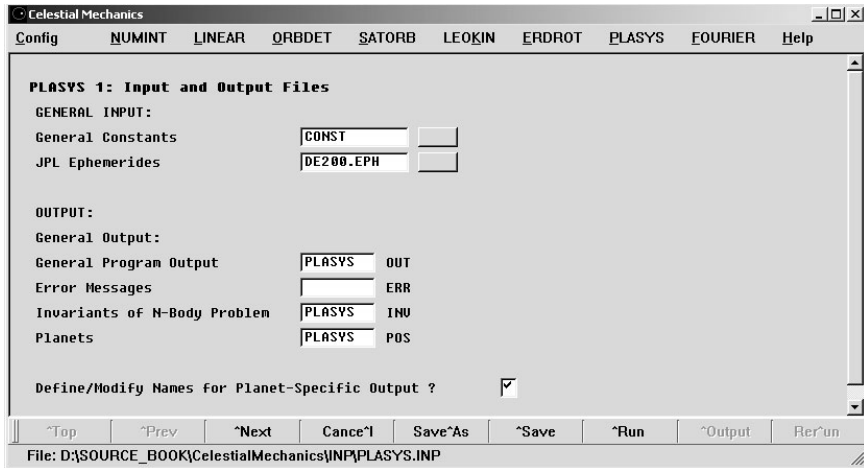 Celestial Mechanics
Config NUMINT LINEAR ORBDET SATORB LEOKIN ERDROT PLASYS FOURIER Help
PLASYS 1: Input and Output Files
GENERAL INPUT:
General Constants CONST
JPL Ephemerides DE200.EPH
OUTPUT:
General Output:
General Program Output PLASYS OUT
Error Messages ERR
Invariants of N-Body Problem PLASYS INV
Planets PLASYS POS
Define/Modify Names for Planet-Specific Output ?
^Top ^Prev ^Next Cance^l Save^As ^Save ^Run ^Output Rer^un
File: D:\SOURCE_BOOK\CelestialMechanics\INP\PLASYS.INP